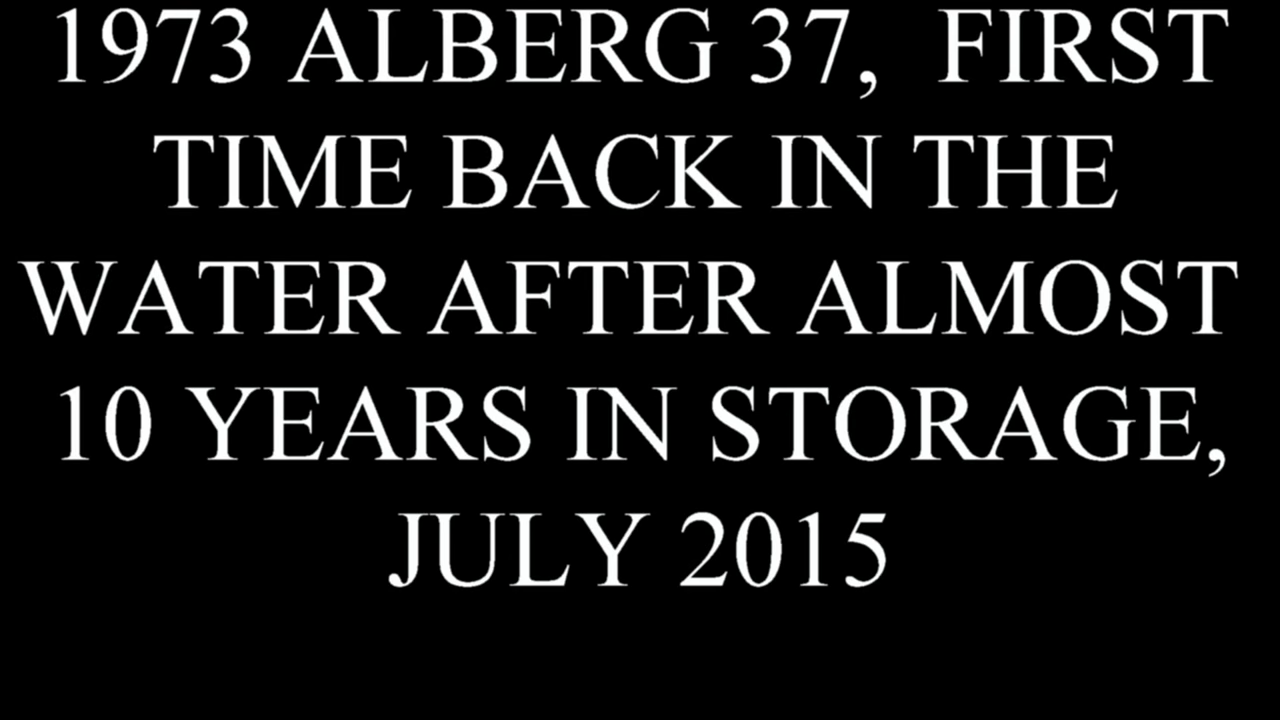 1973 ALBERG 37,  FIRST
TIME BACK IN THE
WATER AFTER ALMOST
10 YEARS IN STORAGE,
JULY 2015